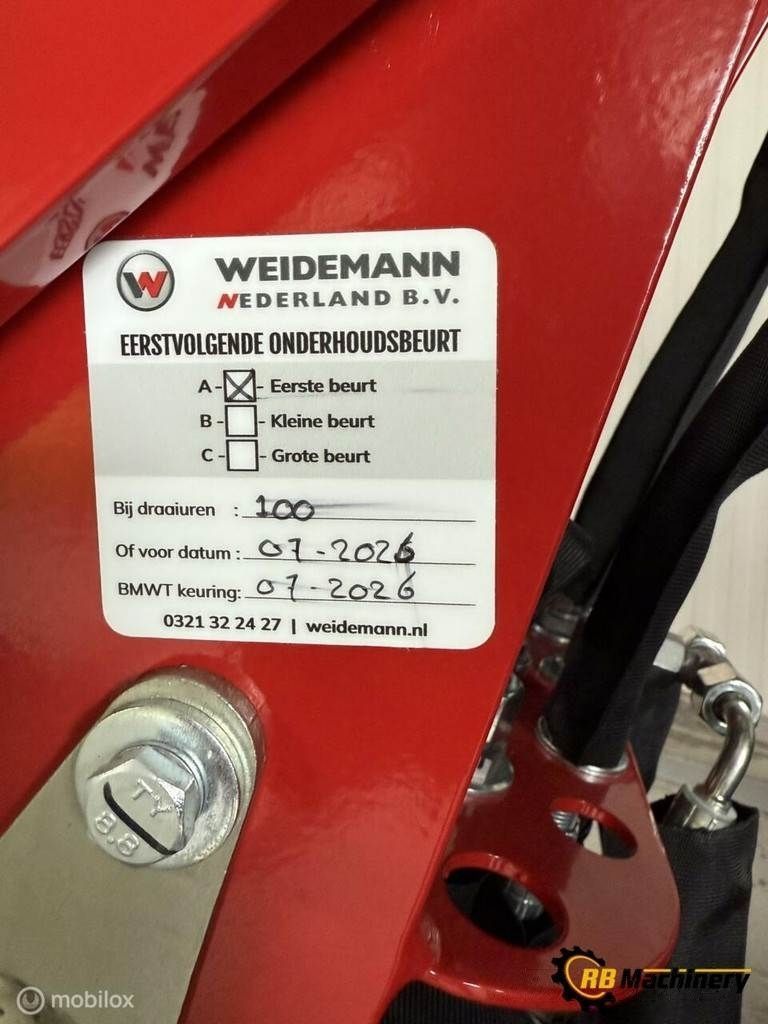 W WEIDEMANN
NEDERLAND B.V.
EERSTVOLGENDE ONDERHOUDSBEURT
A - ☒ - Eerste beurt
B - ☐ - Kleine beurt
C - ☐ - Grote beurt
Bij draaiuren : 100
Of voor datum : 07-2026
BMWT keuring: 07-2026
0321 32 24 27 | weidemann.nl
TY
8.8
RB Machinery
mobilox